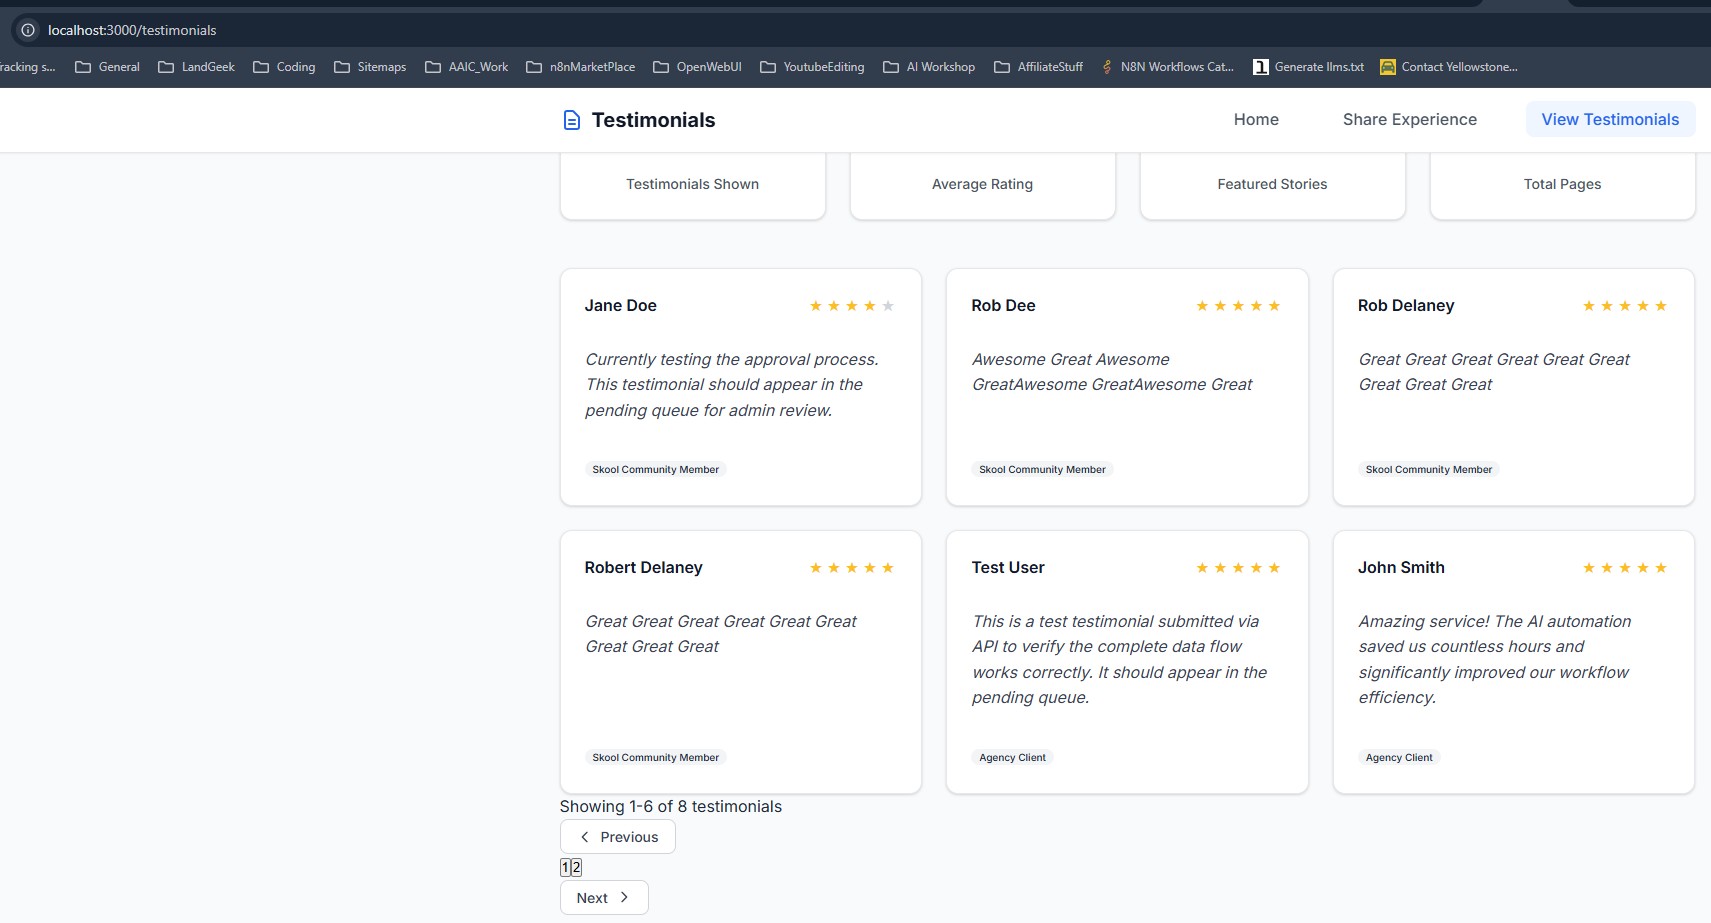 localhost:3000/testimonials
racking s... General LandGeek Coding Sitemaps AAIC_Work n8nMarketPlace OpenWebUI YoutubeEditing AI Workshop AffiliateStuff N8N Workflows Cat... Generate llms.txt Contact Yellowstone...
Testimonials Home Share Experience View Testimonials
Testimonials Shown Average Rating Featured Stories Total Pages
Jane Doe
Currently testing the approval process.
This testimonial should appear in the
pending queue for admin review.
Skool Community Member
Rob Dee
Awesome Great Awesome
GreatAwesome GreatAwesome Great
Skool Community Member
Rob Delaney
Great Great Great Great Great Great
Great Great Great
Skool Community Member
Robert Delaney
Great Great Great Great Great Great
Great Great Great
Skool Community Member
Test User
This is a test testimonial submitted via
API to verify the complete data flow
works correctly. It should appear in the
pending queue.
Agency Client
John Smith
Amazing service! The AI automation
saved us countless hours and
significantly improved our workflow
efficiency.
Agency Client
Showing 1-6 of 8 testimonials
Previous
1 2
Next